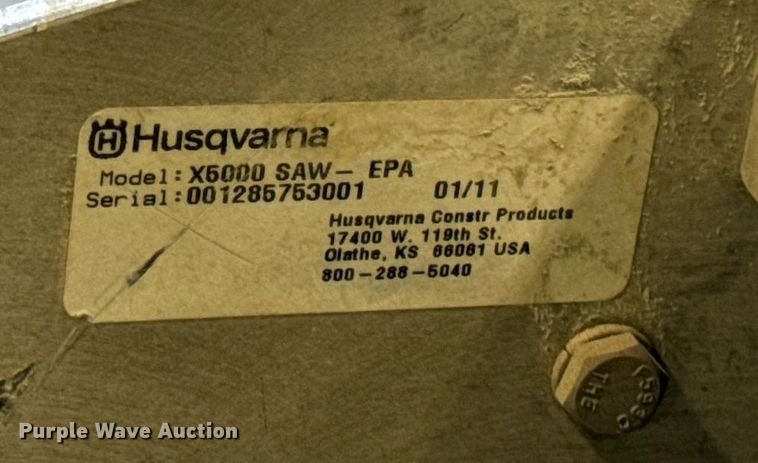 Husqvarna
Model: X5000 SAW- EPA
Serial: 001285753001 01/11
Husqvarna Constr Products
17400 W. 119th St.
Olathe, KS 66061 USA
800-288-5040
THE
Purple Wave Auction